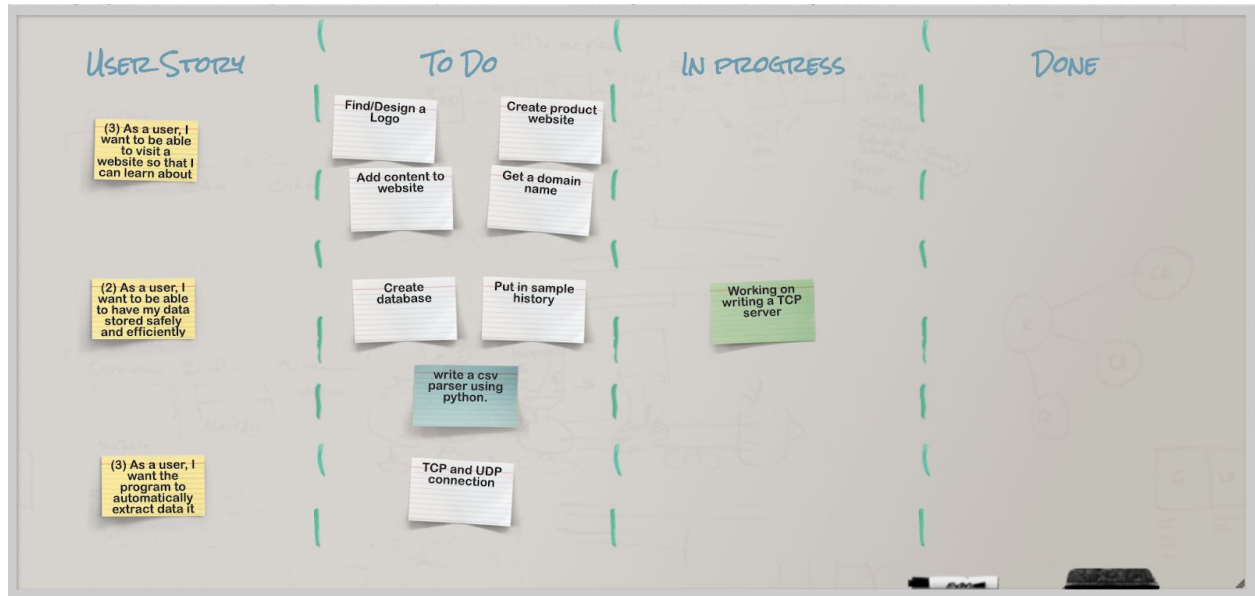 User Story
To Do
In progress
Done
(3) As a user, I
want to be able
to visit a
website so that I
can learn about
Find/Design a
Logo
Create product
website
Add content to
website
Get a domain
name
(2) As a user, I
want to be able
to have my data
stored safely
and efficiently
Create
database
Put in sample
history
Working on
writing a TCP
server
write a csv
parser using
python.
(3) As a user, I
want the
program to
automatically
extract data it
TCP and UDP
connection